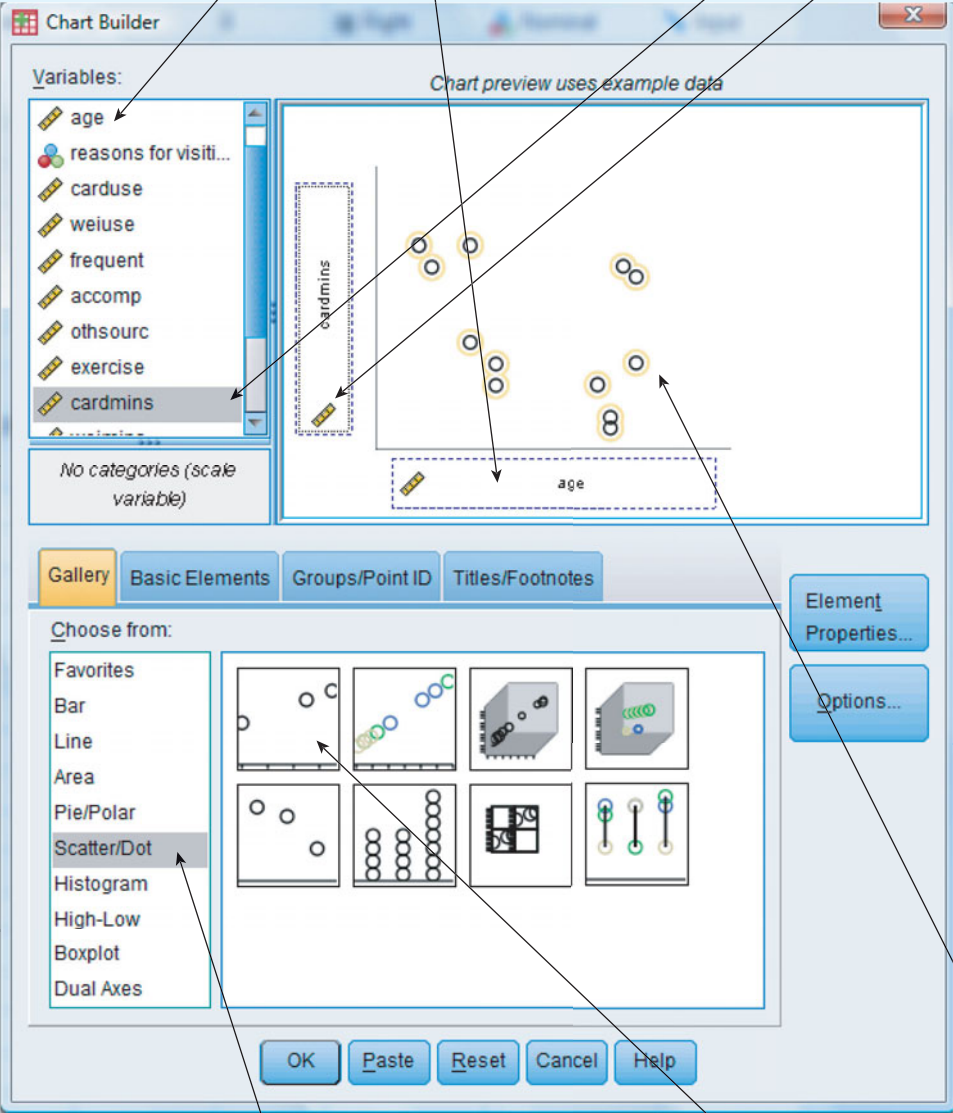 Chart Builder
Variables:
Chart preview uses example data
age
reasons for visiti...
carduse
weiuse
frequent
accomp
othsourc
exercise
cardmins
No categories (scale
variable)
cardmins
age
Gallery
Basic Elements
Groups/Point ID
Titles/Footnotes
Element
Properties...
Options...
Choose from:
Favorites
Bar
Line
Area
Pie/Polar
Scatter/Dot
Histogram
High-Low
Boxplot
Dual Axes
OK
Paste
Reset
Cancel
Help